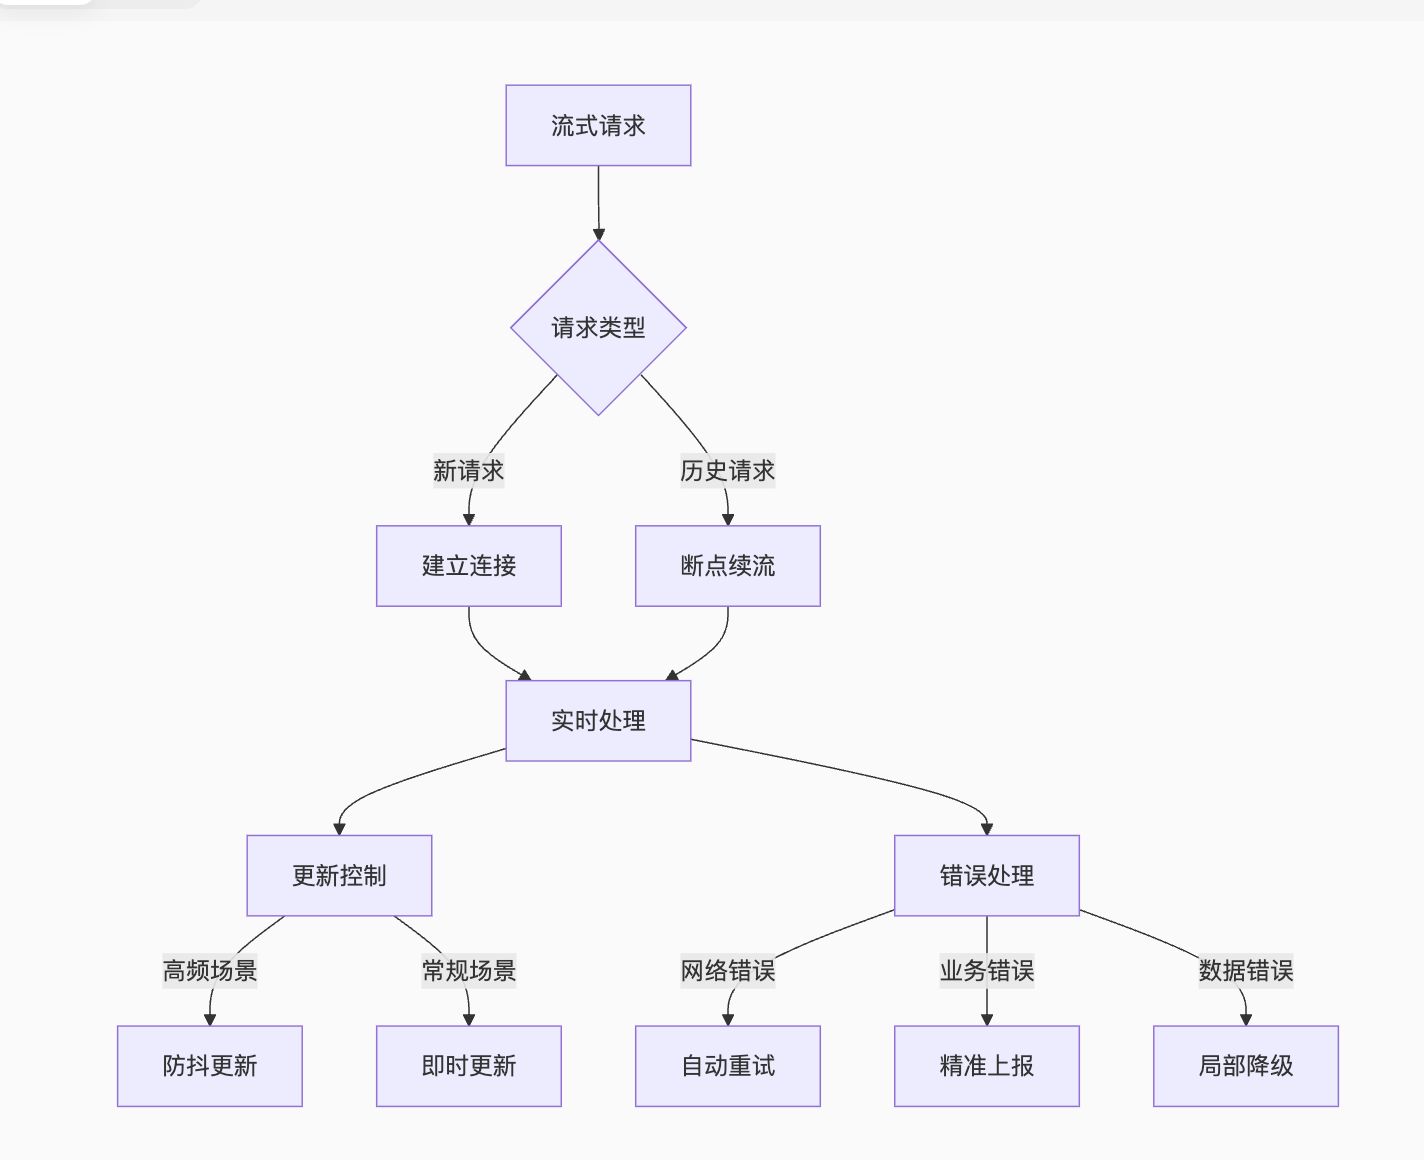 流式请求
请求类型
新请求
历史请求
建立连接
断点续流
实时处理
更新控制
错误处理
高频场景
常规场景
网络错误
业务错误
数据错误
防抖更新
即时更新
自动重试
精准上报
局部降级